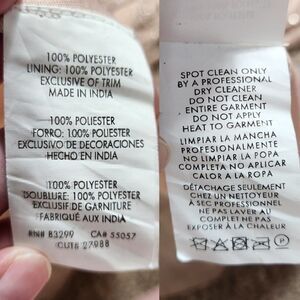 100% POLYESTER
LINING: 100% POLYESTER
EXCLUSIVE OF TRIM
MADE IN INDIA
100% POLIESTER
FORRO: 100% POLIESTER
EXCLUSIVO DE DECORACIONES
HECHO EN INDIA
100% POLYESTER
DOUBLURE: 100% POLYESTER
EXCLUSIF DE GARNITURE
FABRIQUÉ AUX INDIA
RN# 83299 CA# 55057
CUT# 27988
SPOT CLEAN ONLY
BY A PROFESSIONAL
DRY CLEANER
DO NOT CLEAN
ENTIRE GARMENT
DO NOT APPLY
HEAT TO GARMENT
LIMPIAR LA MANCHA
PROFESIONALMENTE
NO LIMPIAR LA POPA
COMPLETA NO APLICAR
CALOR A LA ROPA
DÉTACHAGE SEULEMENT
CHEZ UN NETTOYEUR
A SEC PROFESSIONNEL
NE PAS LAVER AU
COMPLET OU NE PAS
EXPOSER À LA CHALEUR